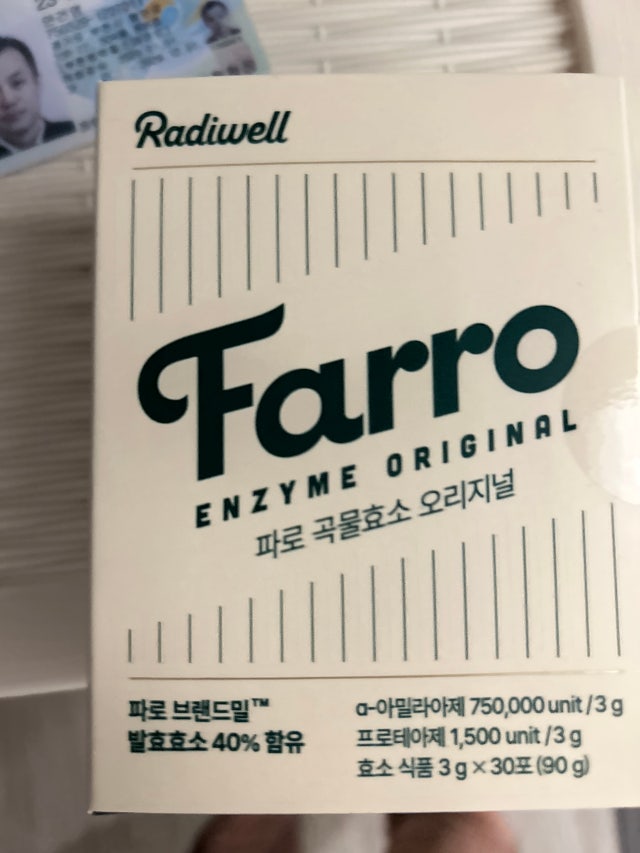 Radiwell
Farro
ENZYME ORIGINAL
파로 곡물효소 오리지널
파로 브랜드밀™
발효효소 40% 함유
α-아밀라아제 750,000 unit / 3 g
프로테아제 1,500 unit / 3 g
효소 식품 3 g × 30포 (90 g)